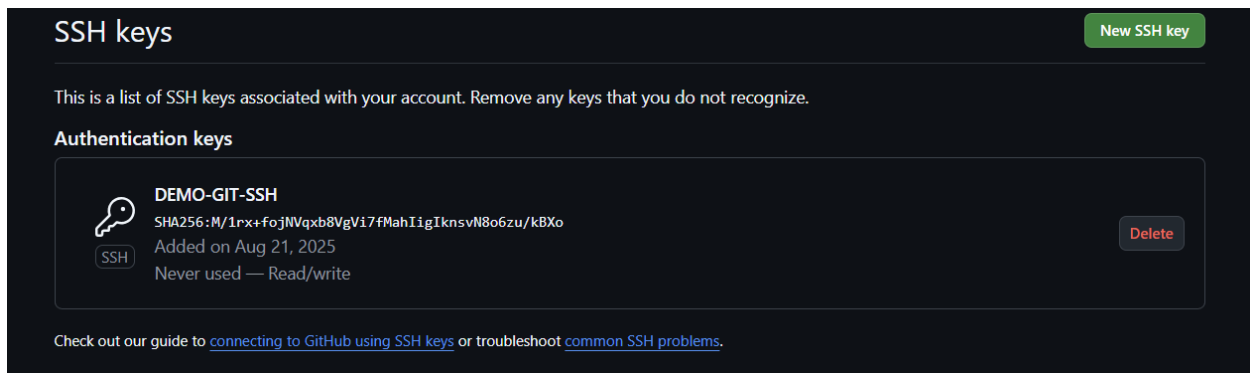 SSH keys
New SSH key
This is a list of SSH keys associated with your account. Remove any keys that you do not recognize.
Authentication keys
DEMO-GIT-SSH
SHA256:M/1rx+fojNVqxb8VgVi7fMahIigIknsvN8o6zu/kBXo
Added on Aug 21, 2025
SSH
Never used — Read/write
Delete
Check out our guide to connecting to GitHub using SSH keys or troubleshoot common SSH problems.